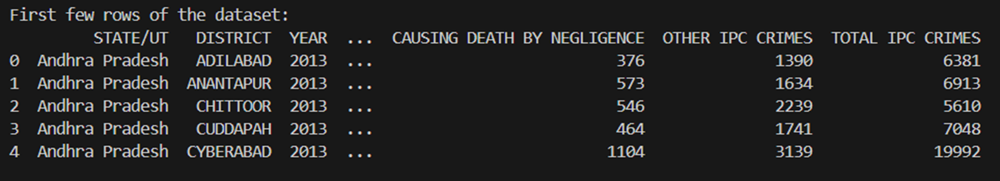 First few rows of the dataset:
STATE/UT DISTRICT YEAR ... CAUSING DEATH BY NEGLIGENCE OTHER IPC CRIMES TOTAL IPC CRIMES
0 Andhra Pradesh ADILABAD 2013 ... 376 1390 6381
1 Andhra Pradesh ANANTAPUR 2013 ... 573 1634 6913
2 Andhra Pradesh CHITTOOR 2013 ... 546 2239 5610
3 Andhra Pradesh CUDDAPAH 2013 ... 464 1741 7048
4 Andhra Pradesh CYBERABAD 2013 ... 1104 3139 19992